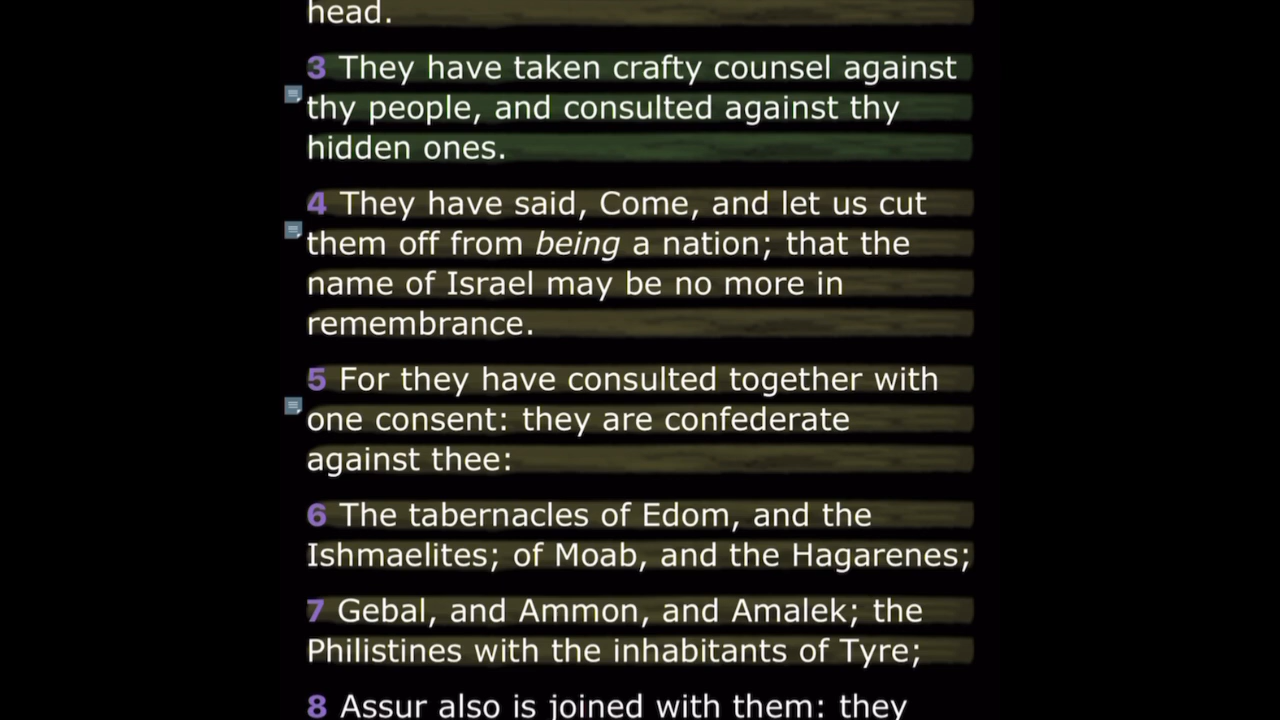 head.
3 They have taken crafty counsel against
thy people, and consulted against thy
hidden ones.
4 They have said, Come, and let us cut
them off from being a nation; that the
name of Israel may be no more in
remembrance.
5 For they have consulted together with
one consent: they are confederate
against thee:
6 The tabernacles of Edom, and the
Ishmaelites; of Moab, and the Hagarenes;
7 Gebal, and Ammon, and Amalek; the
Philistines with the inhabitants of Tyre;
8 Assur also is joined with them: they